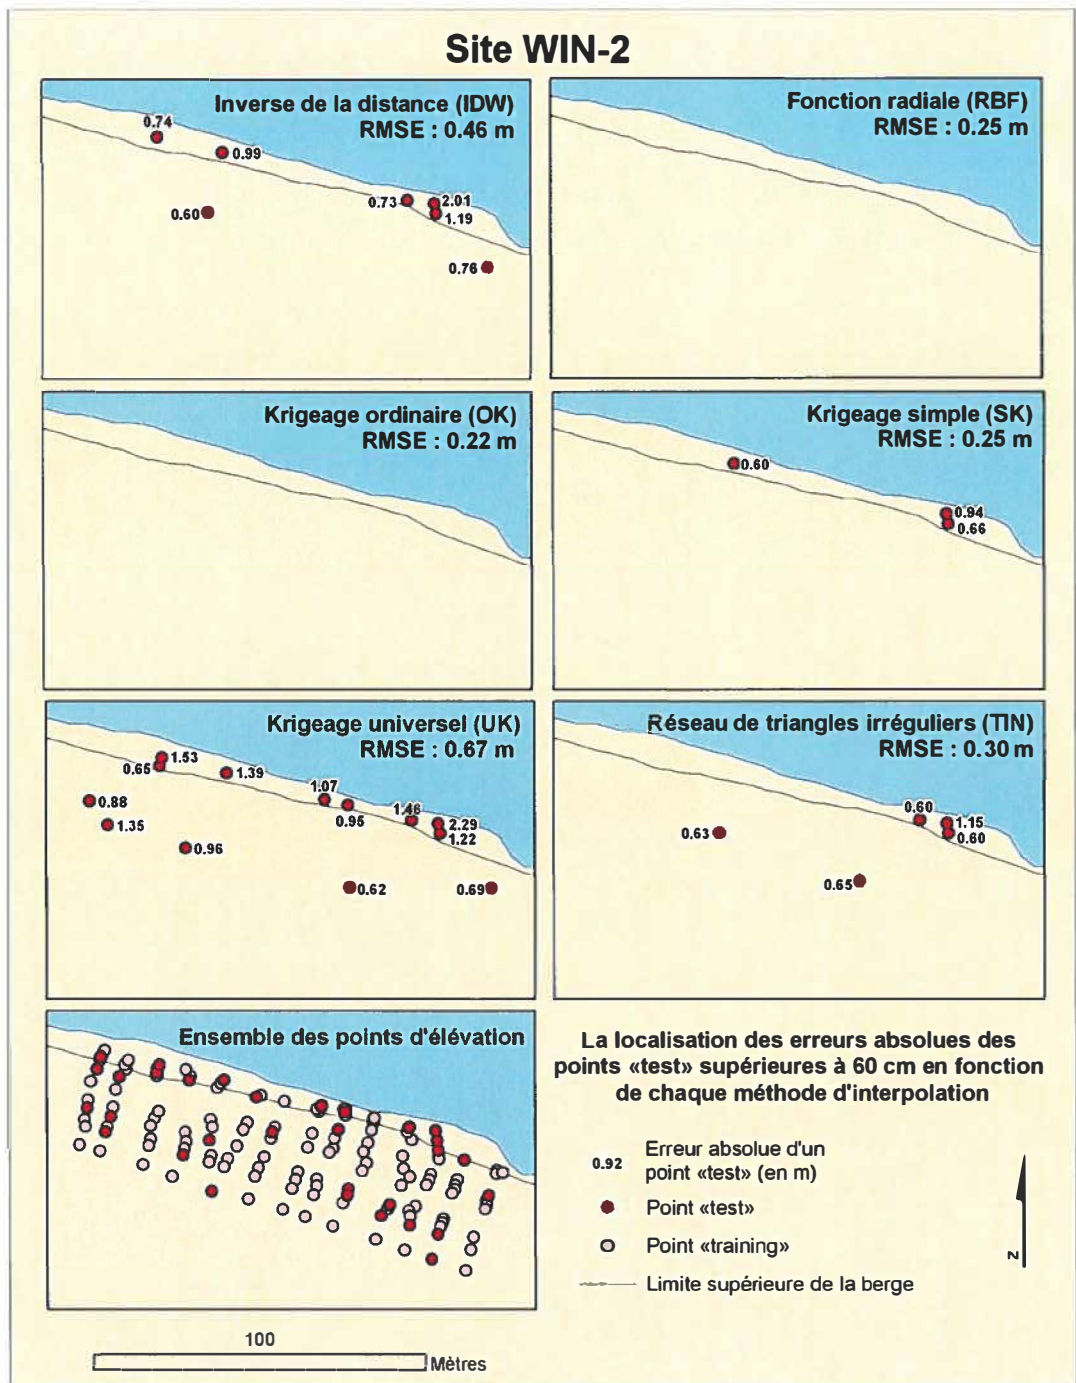 Site WIN-2
Inverse de la distance (IDW)
RMSE : 0.46 m
0.74
0.99
0.60
0.73
2.01
1.19
0.76
Fonction radiale (RBF)
RMSE : 0.25 m
Krigeage ordinaire (OK)
RMSE : 0.22 m
Krigeage simple (SK)
RMSE : 0.25 m
0.60
0.94
0.66
Krigeage universel (UK)
RMSE : 0.67 m
1.53
0.65
1.39
1.07
0.88
0.95
1.46
2.29
1.22
1.35
0.96
0.62
0.69
Réseau de triangles irréguliers (TIN)
RMSE : 0.30 m
0.60
1.15
0.60
0.63
0.65
Ensemble des points d'élévation
La localisation des erreurs absolues des
points «test» supérieures à 60 cm en fonction
de chaque méthode d'interpolation
0.92 Erreur absolue d'un
point «test» (en m)
Point «test»
Point «training»
Limite supérieure de la berge
N
100
Mètres